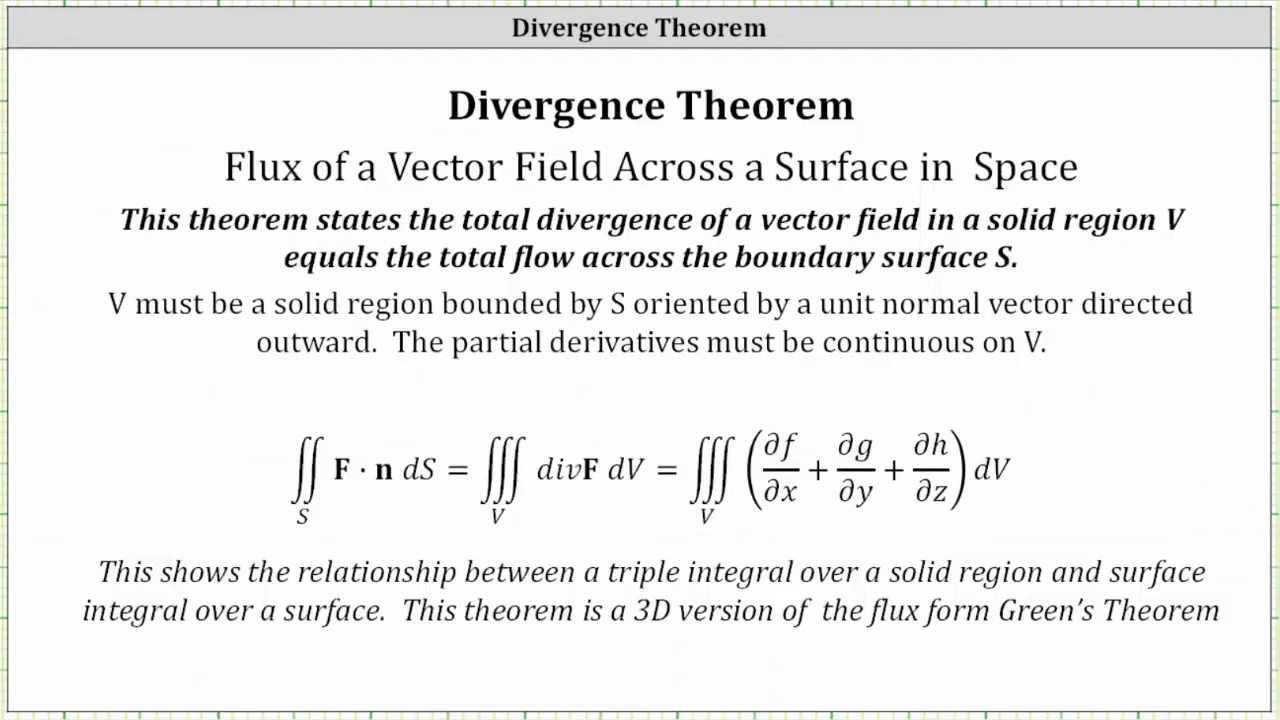 Divergence Theorem
Divergence Theorem
Flux of a Vector Field Across a Surface in Space
This theorem states the total divergence of a vector field in a solid region V
equals the total flow across the boundary surface S.
V must be a solid region bounded by S oriented by a unit normal vector directed
outward. The partial derivatives must be continuous on V.
∬_S F · n dS = ∭_V divF dV = ∭_V (∂f/∂x + ∂g/∂y + ∂h/∂z) dV
This shows the relationship between a triple integral over a solid region and surface
integral over a surface. This theorem is a 3D version of the flux form Green's Theorem